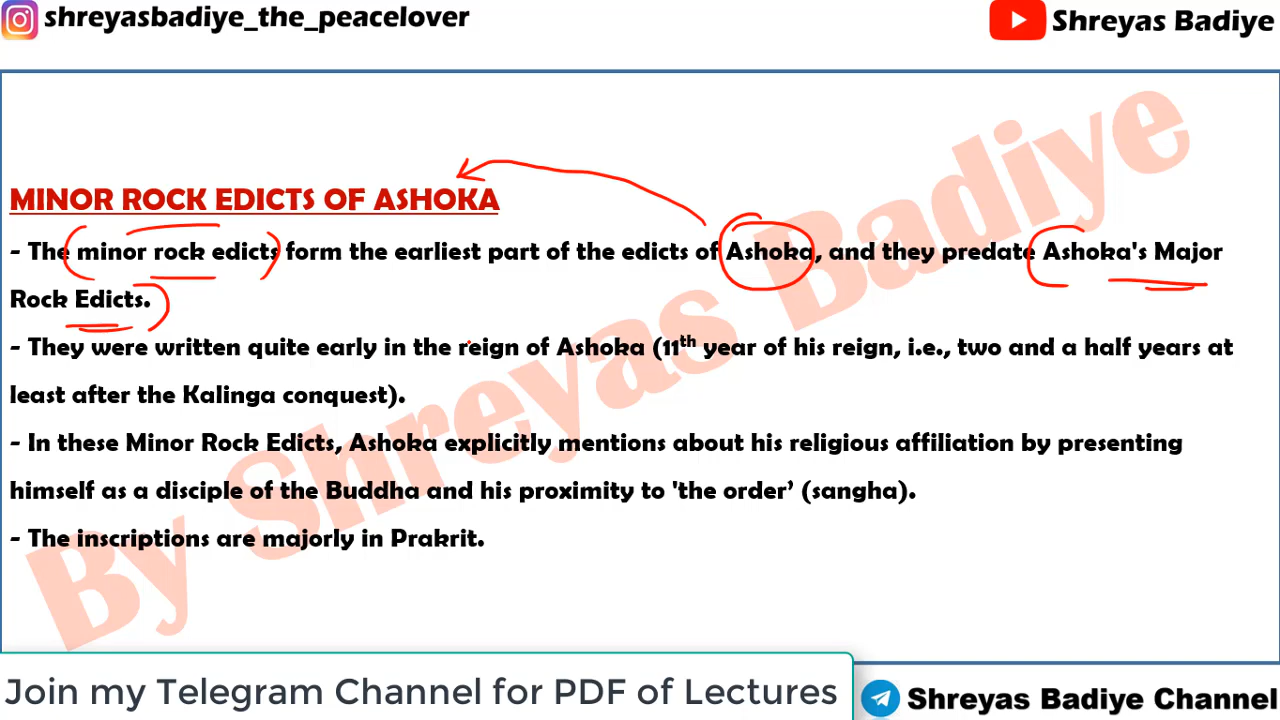 shreyasbadiye_the_peacelover
Shreyas Badiye
MINOR ROCK EDICTS OF ASHOKA
- The minor rock edicts form the earliest part of the edicts of Ashoka, and they predate Ashoka's Major
Rock Edicts.
- They were written quite early in the reign of Ashoka (11th year of his reign, i.e., two and a half years at
least after the Kalinga conquest).
- In these Minor Rock Edicts, Ashoka explicitly mentions about his religious affiliation by presenting
himself as a disciple of the Buddha and his proximity to 'the order’ (sangha).
- The inscriptions are majorly in Prakrit.
By Shreyas Badiye
Join my Telegram Channel for PDF of Lectures
Shreyas Badiye Channel